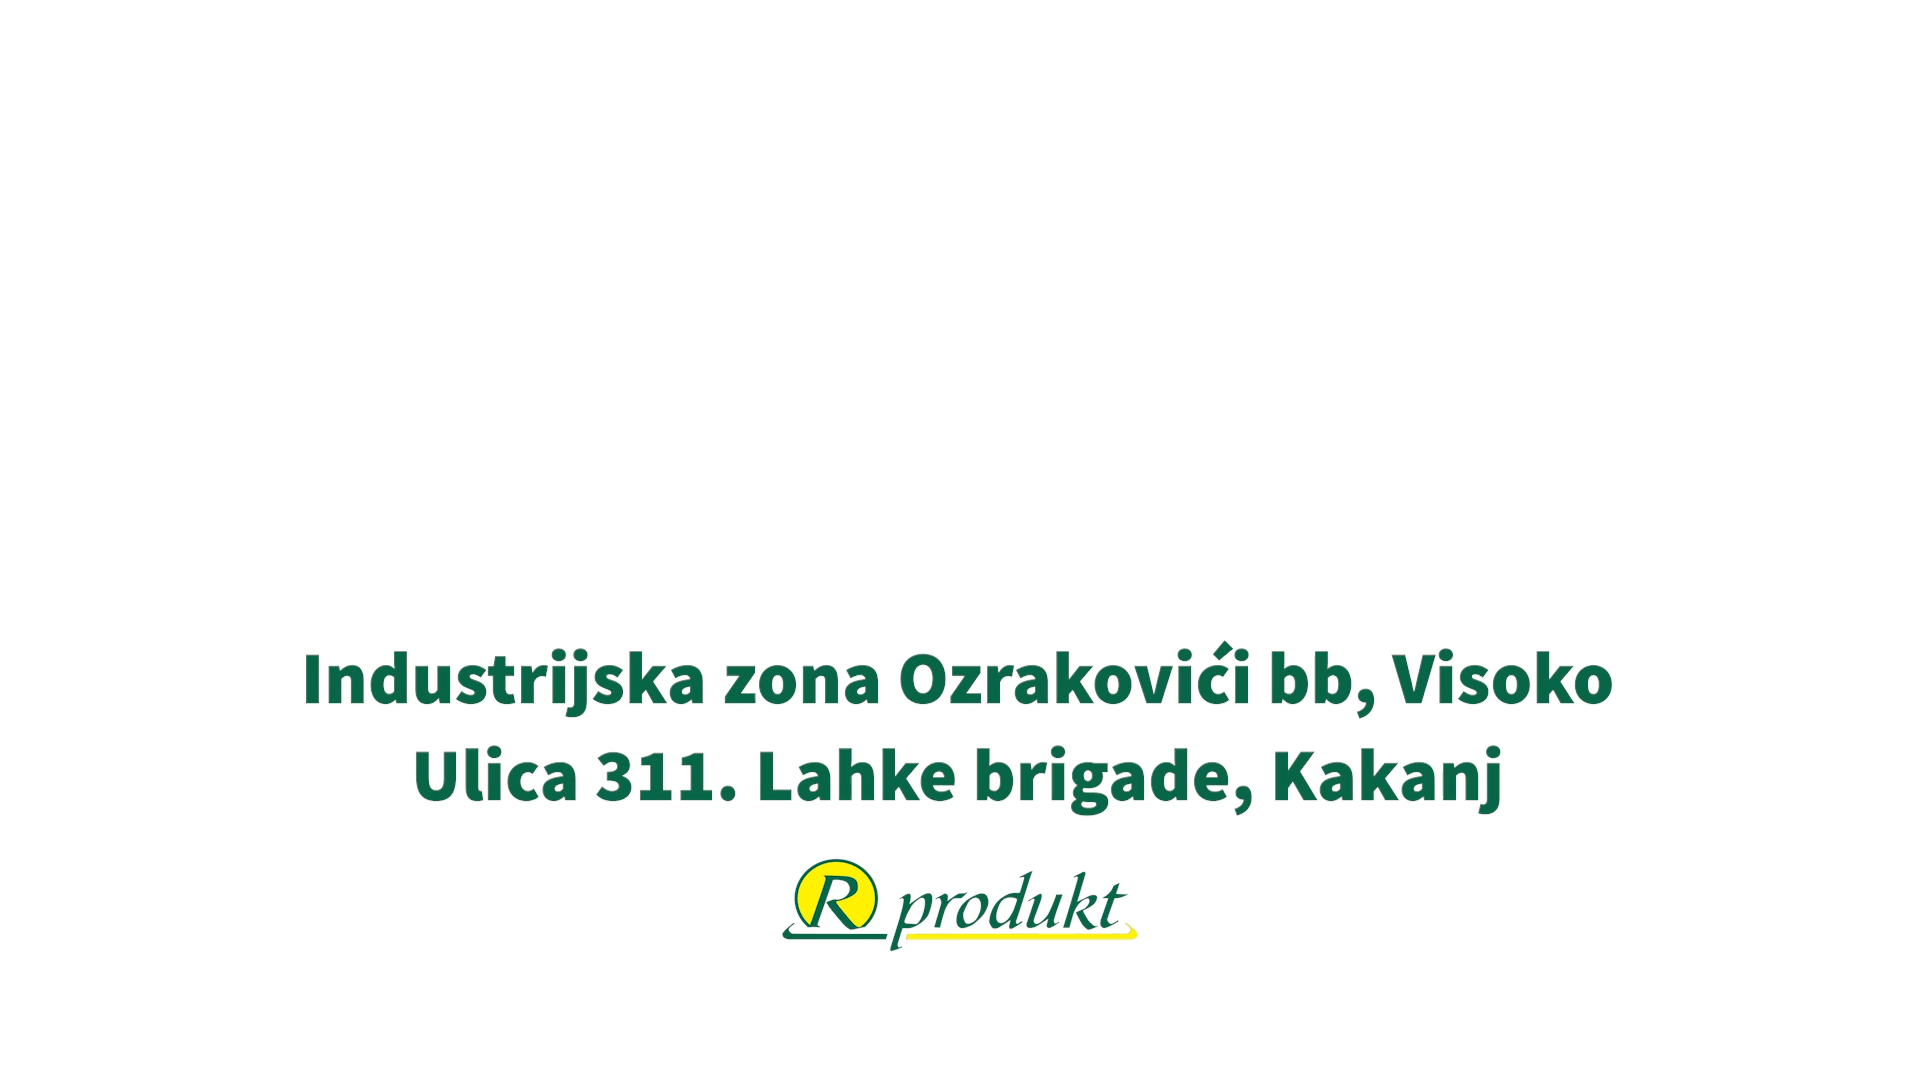 Industrijska zona Ozrakovići bb, Visoko
Ulica 311. Lahke brigade, Kakanj
R produkt